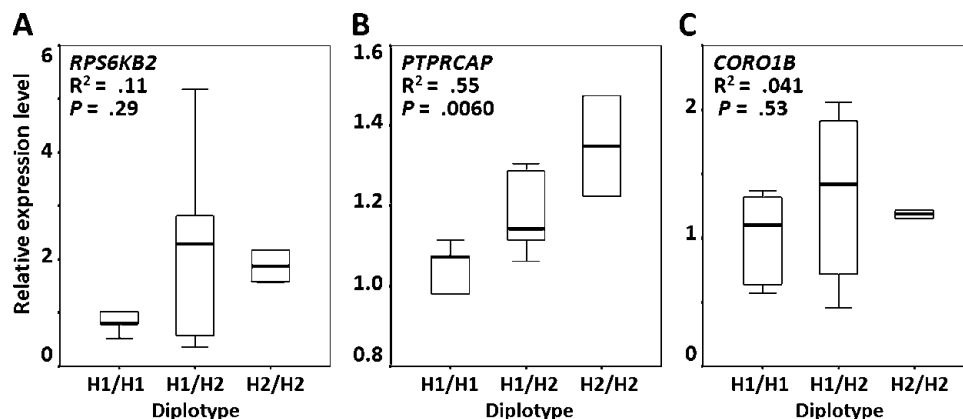 A
RPS6KB2
R² = .11
P = .29
Relative expression level
6
4
2
0
H1/H1 H1/H2 H2/H2
Diplotype
B
PTPRCAP
R² = .55
P = .0060
1.6
1.4
1.2
1.0
0.8
H1/H1 H1/H2 H2/H2
Diplotype
C
CORO1B
R² = .041
P = .53
2
1
0
H1/H1 H1/H2 H2/H2
Diplotype